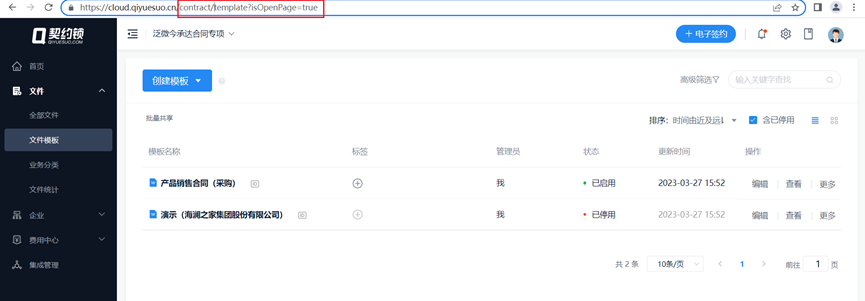 https://cloud.qiyuesuo.cn/contract/template?isOpenPage=true
契约锁
QIYUESUO.COM
泛微今承达合同专项
+ 电子签约
首页
文件
全部文件
文件模板
业务分类
文件统计
企业
费用中心
集成管理
创建模板
高级筛选
输入关键字查找
批量共享
排序: 时间由近及远
含已停用
模板名称 标签 管理员 状态 更新时间 操作
产品销售合同（采购） 我 已启用 2023-03-27 15:52 编辑 查看 更多
演示（海澜之家集团股份有限公司） 我 已停用 2023-03-27 15:52 编辑 查看 更多
共 2 条 10条/页 1 前往 1 页